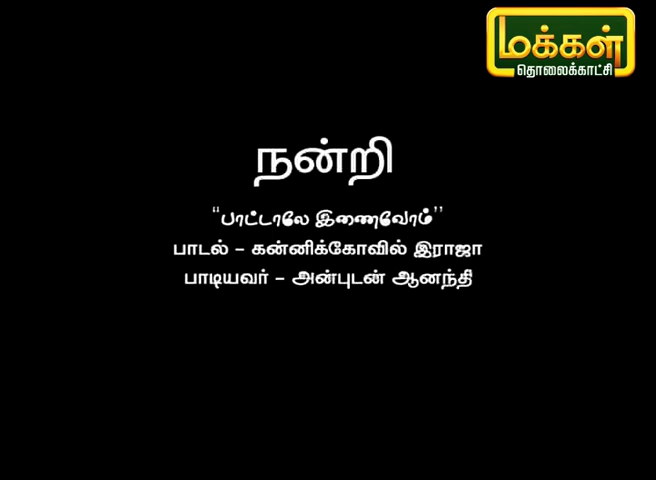 மக்கள்
தொலைக்காட்சி
நன்றி
“பாட்டாலே இணைவோம்”
பாடல் – கன்னிக்கோவில் இராஜா
பாடியவர் – அன்புடன் ஆனந்தி